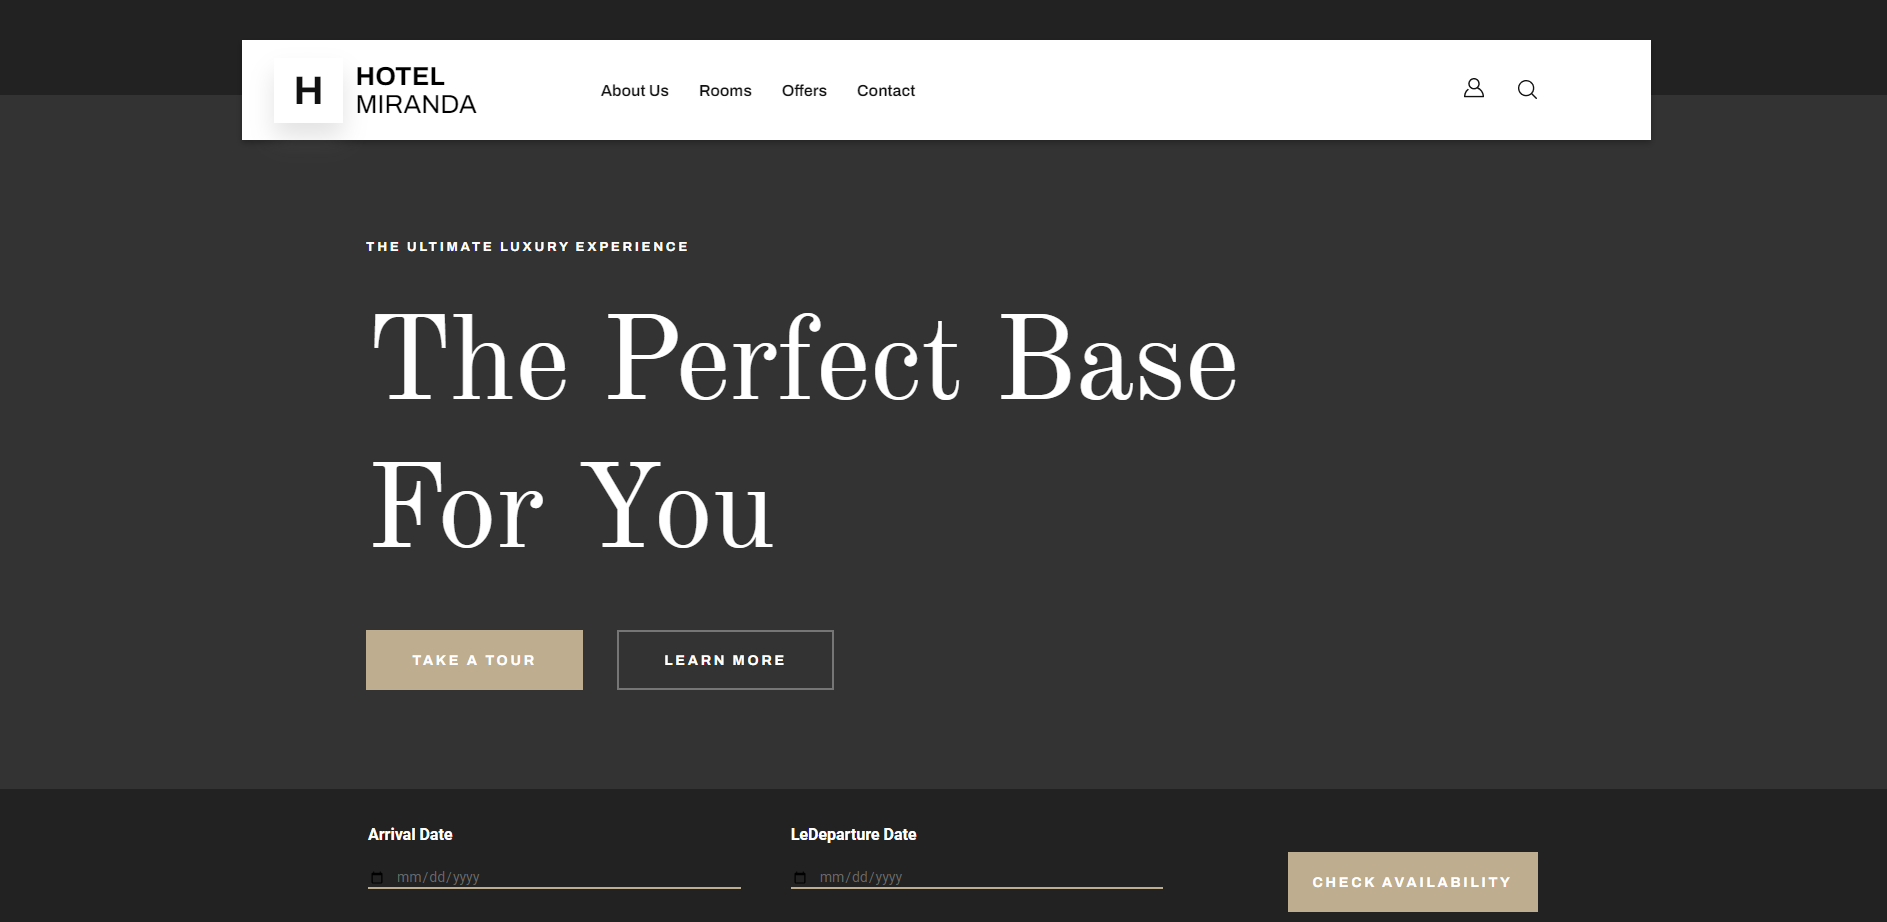 H
HOTEL
MIRANDA
About Us Rooms Offers Contact
THE ULTIMATE LUXURY EXPERIENCE
The Perfect Base
For You
TAKE A TOUR LEARN MORE
Arrival Date LeDeparture Date
mm/dd/yyyy mm/dd/yyyy
CHECK AVAILABILITY